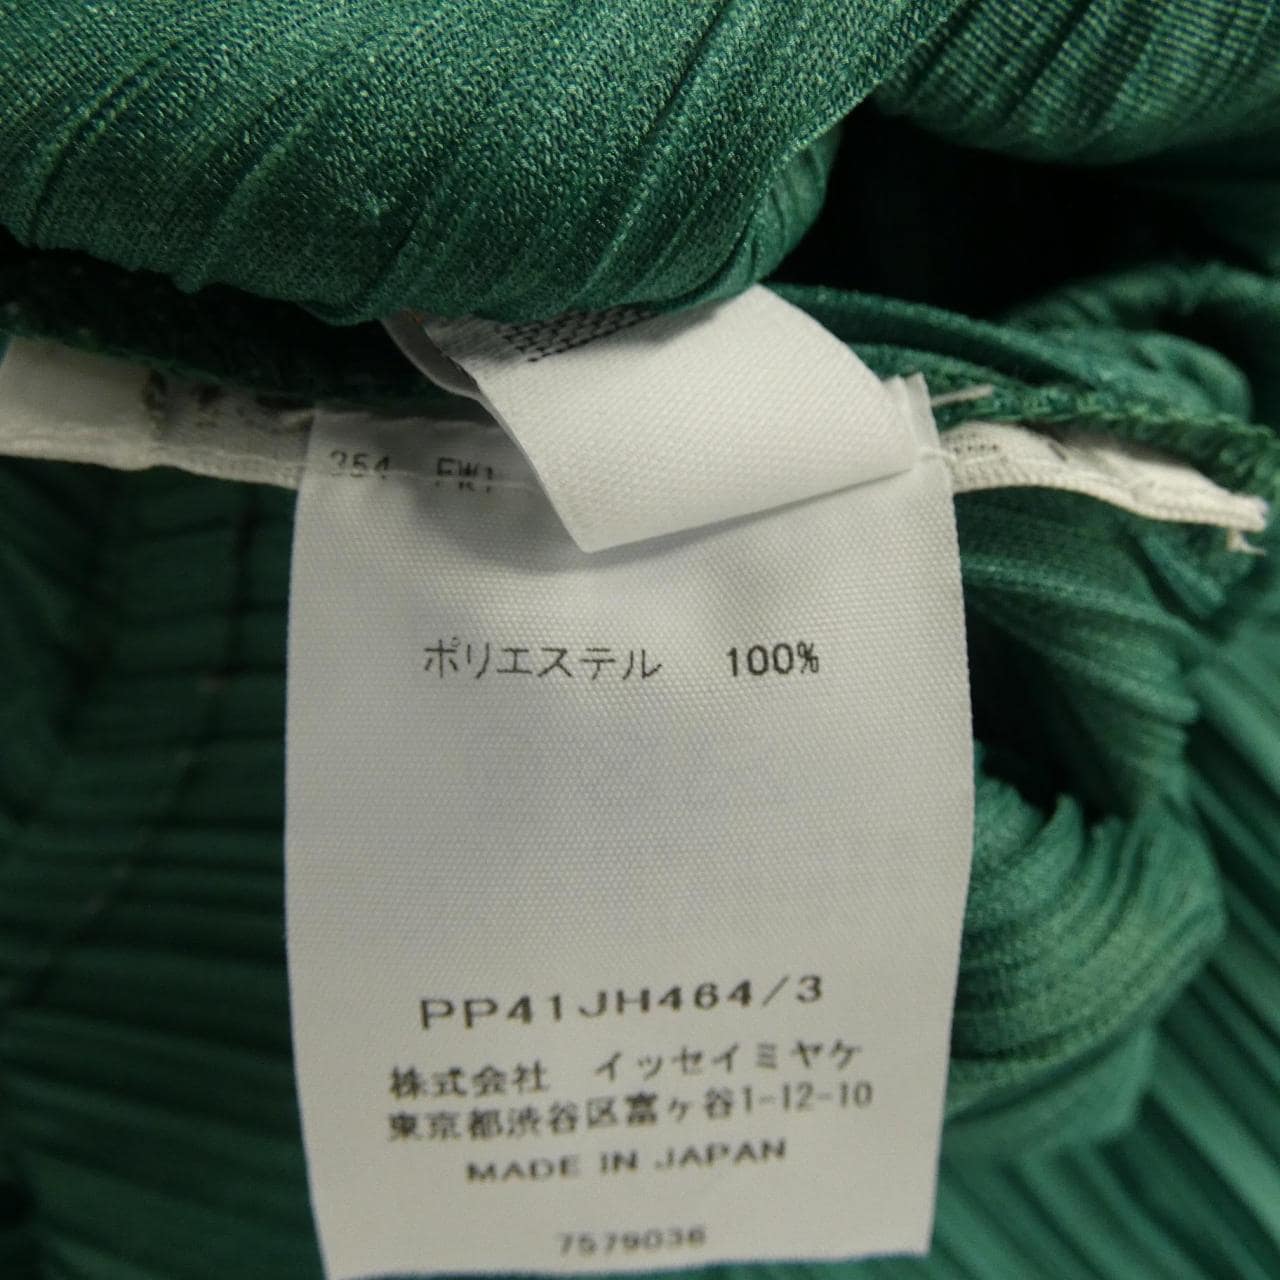 ポリエステル 100%
PP41JH464/3
株式会社 イッセイミヤケ
東京都渋谷区富ヶ谷1-12-10
MADE IN JAPAN
7579036